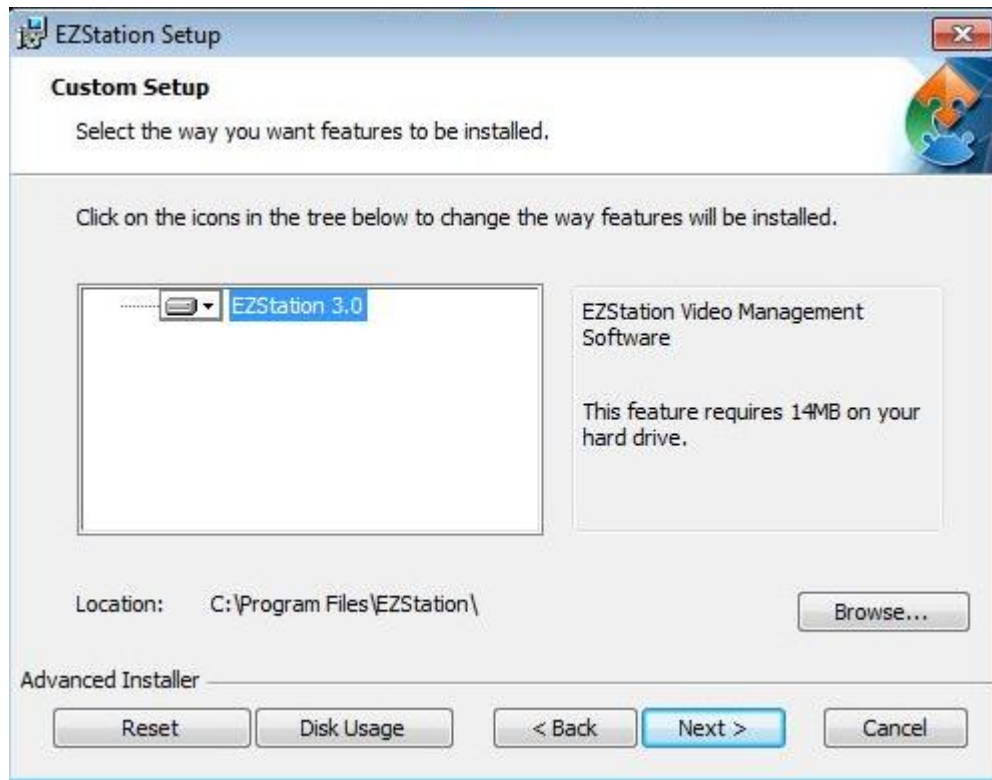 EZStation Setup
Custom Setup
Select the way you want features to be installed.
Click on the icons in the tree below to change the way features will be installed.
EZStation 3.0
EZStation Video Management
Software
This feature requires 14MB on your
hard drive.
Location: C:\Program Files\EZStation\
Browse...
Advanced Installer
Reset Disk Usage < Back Next > Cancel